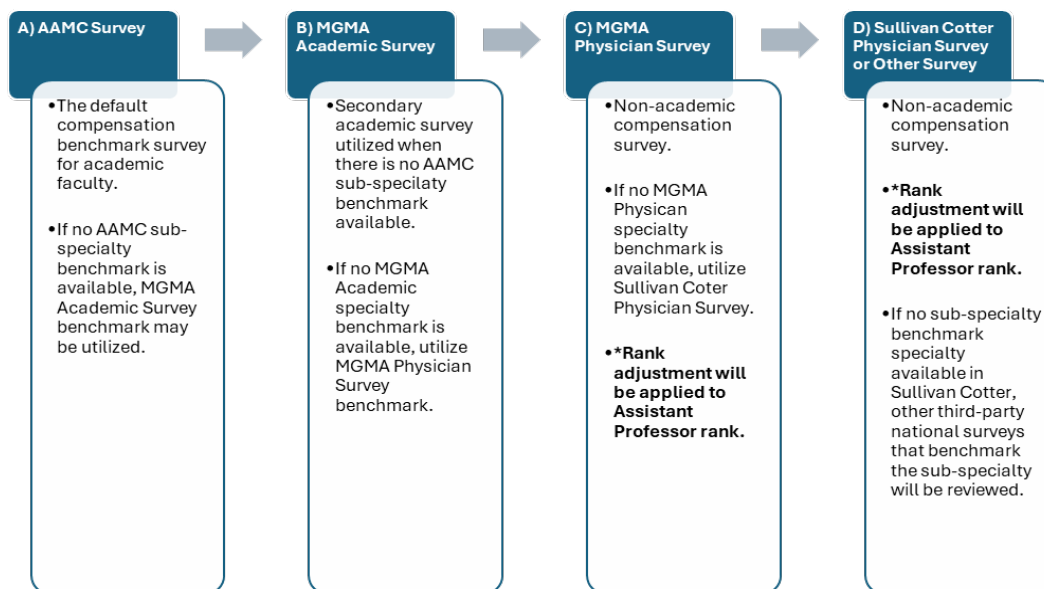 A) AAMC Survey
•The default
compensation
benchmark survey
for academic
faculty.
•If no AAMC sub-
specialty
benchmark is
available, MGMA
Academic Survey
benchmark may
be utilized.
B) MGMA
Academic Survey
•Secondary
academic survey
utilized when
there is no AAMC
sub-specilaty
benchmark
available.
•If no MGMA
Academic
specialty
benchmark is
available, utilize
MGMA Physician
Survey
benchmark.
C) MGMA
Physician Survey
•Non-academic
compensation
survey.
•If no MGMA
Physican
specialty
benchmark is
available, utilize
Sullivan Coter
Physician Survey.
•*Rank
adjustment will
be applied to
Assistant
Professor rank.
D) Sullivan Cotter
Physician Survey
or Other Survey
•Non-academic
compensation
survey.
•*Rank
adjustment will
be applied to
Assistant
Professor rank.
•If no sub-specialty
benchmark
specialty
available in
Sullivan Cotter,
other third-party
national surveys
that benchmark
the sub-specialty
will be reviewed.